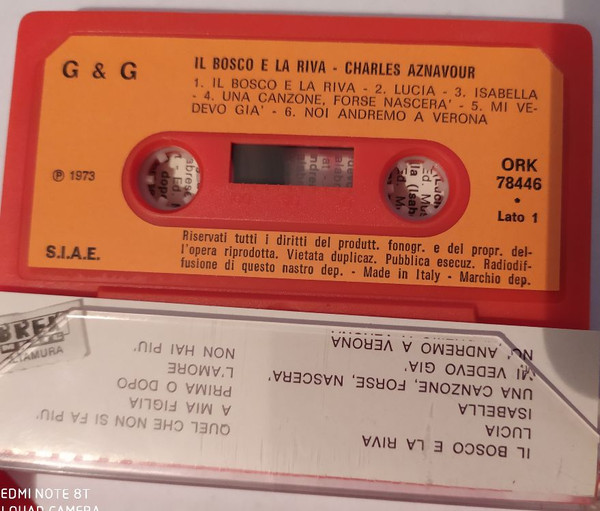 G & G
IL BOSCO E LA RIVA - CHARLES AZNAVOUR
1. IL BOSCO E LA RIVA - 2. LUCIA - 3. ISABELLA
- 4. UNA CANZONE, FORSE NASCERA' - 5. MI VE-
DEVO GIA' - 6. NOI ANDREMO A VERONA
℗ 1973
ORK
78446
•
Lato 1
S.I.A.E.
Riservati tutti i diritti del produtt. fonogr. e del propr. del-
l'opera riprodotta. Vietata duplicaz. Pubblica esecuz. Radiodif-
fusione di questo nastro dep. - Made in Italy - Marchio dep.
IL BOSCO E LA RIVA
LUCIA
ISABELLA
UNA CANZONE, FORSE, NASCERA'
MI VEDEVO GIA'
NO', ANDREMO A VERONA
QUEL CHE NON SI FA PIU'
A MIA FIGLIA
PRIMA O DOPO
L'AMORE
NON HAI PIU'
TAMURA
EDMI NOTE 8T
QUAD CAMERA